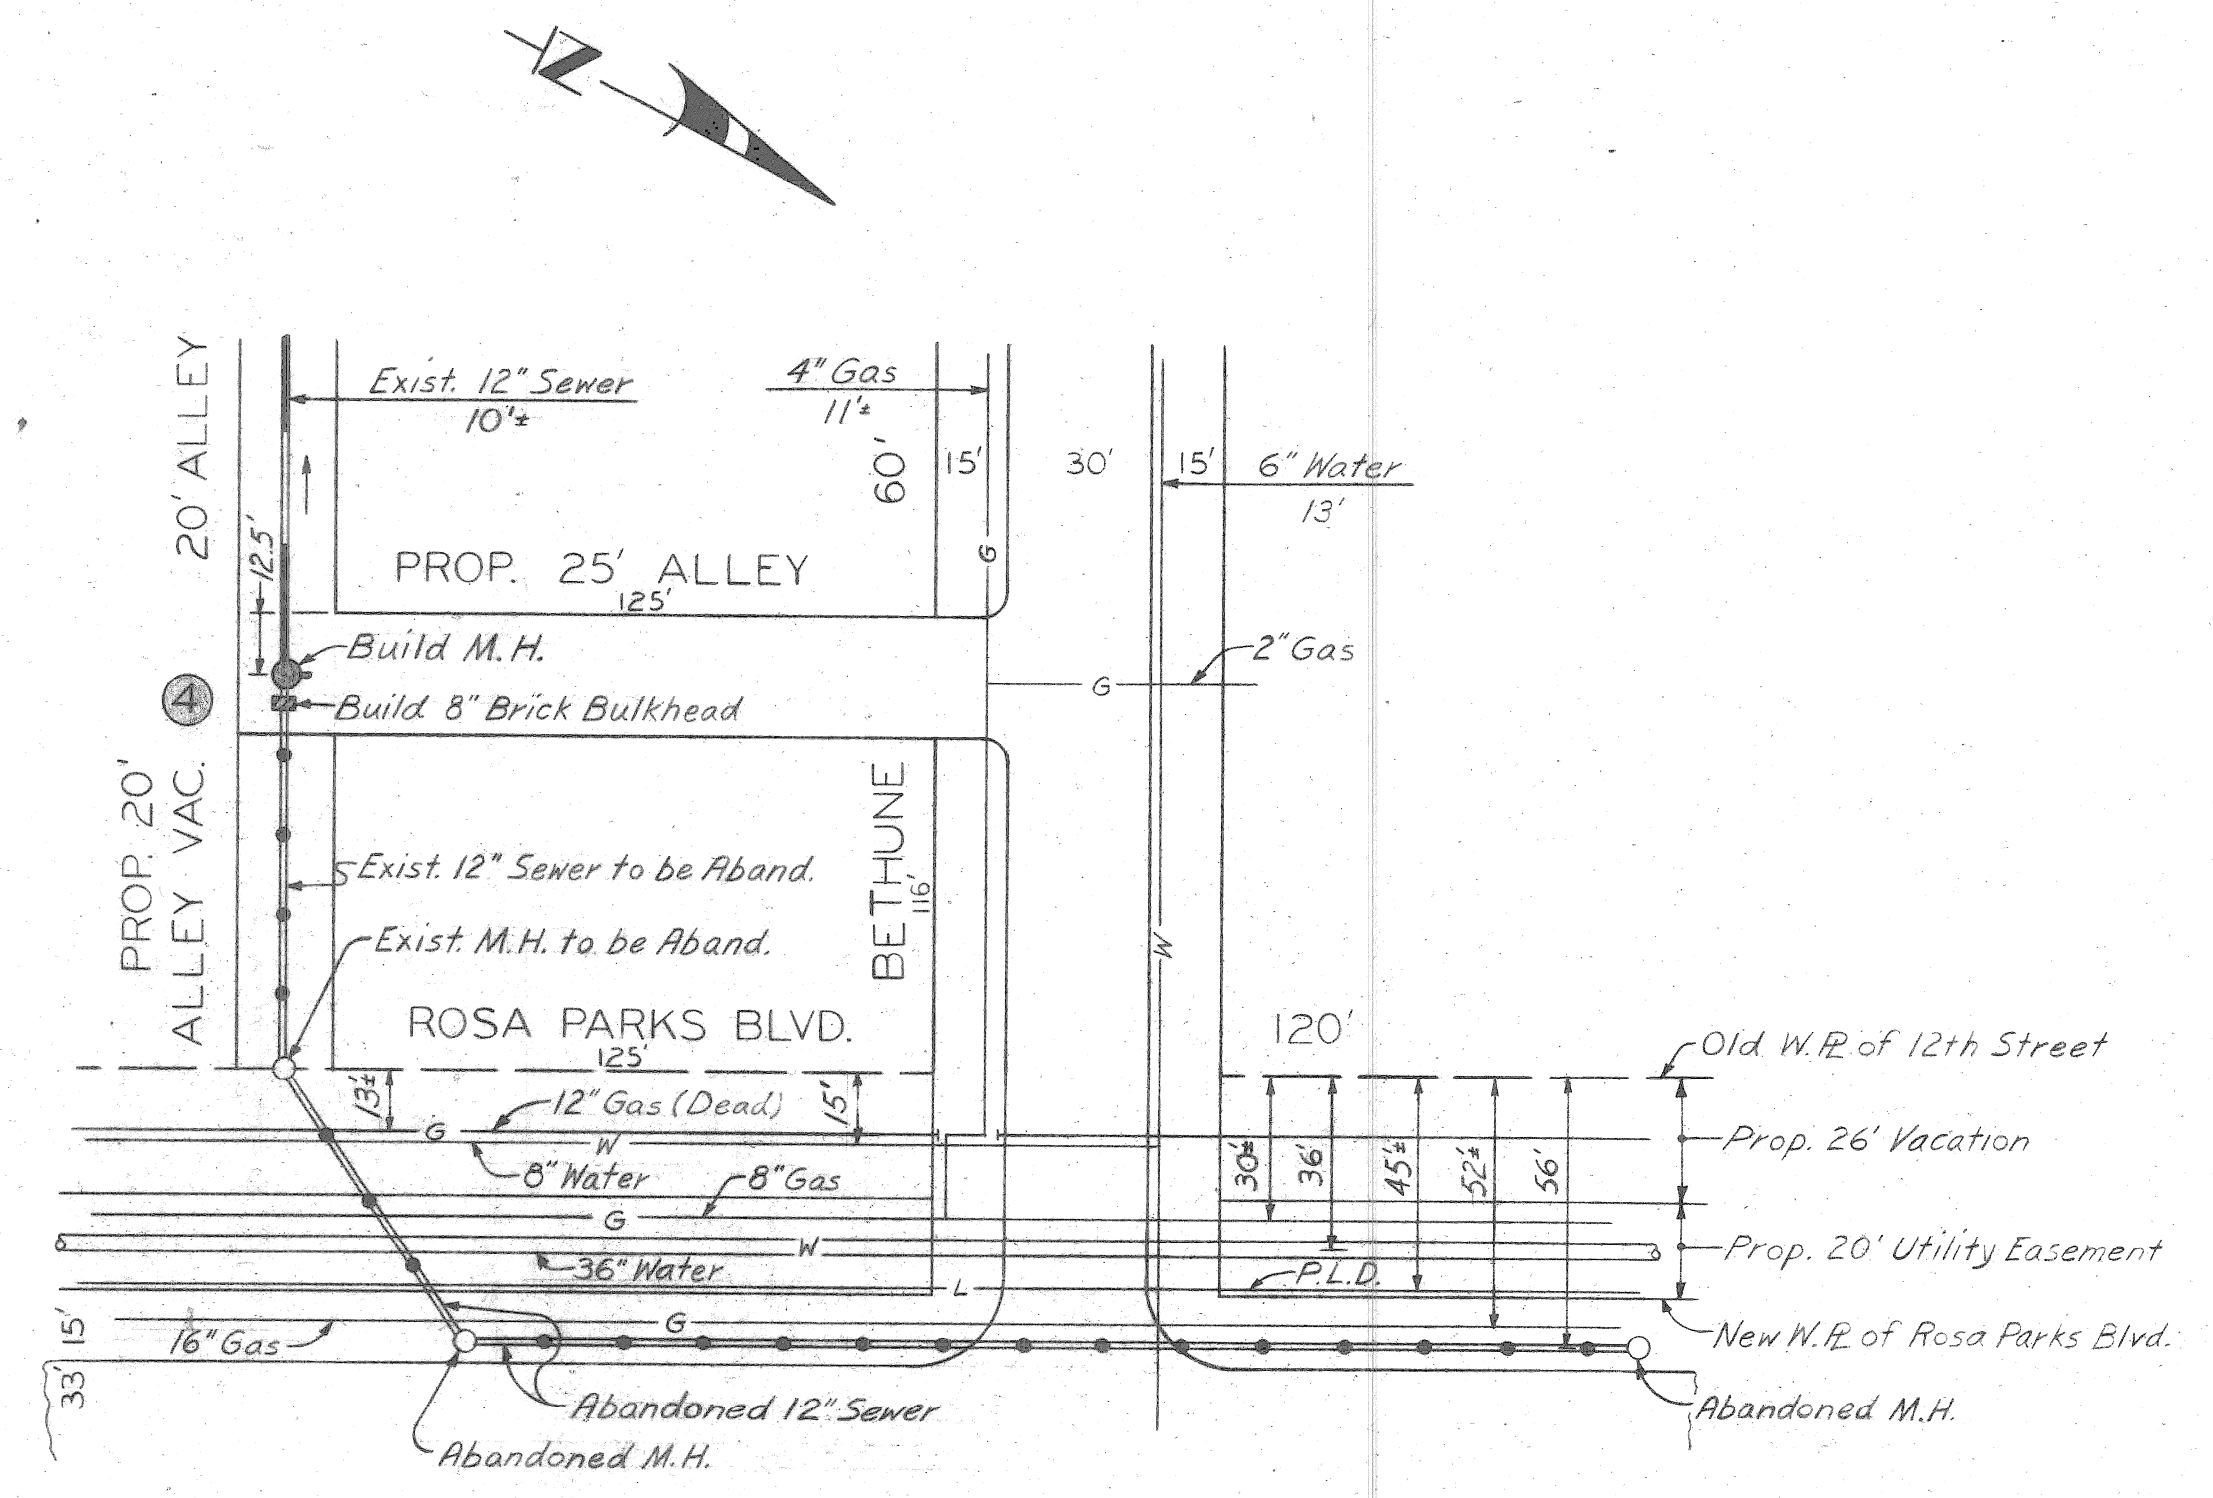 N
20' ALLEY
Exist. 12" Sewer
10'±
4" Gas
11'±
60'
15'
30'
15'
6" Water
13'
12.5'
PROP. 25' ALLEY
125'
G
Build M.H.
2" Gas
G
4
Build 8" Brick Bulkhead
PROP. 20'
ALLEY VAC.
BETHUNE
116'
Exist. 12" Sewer to be Aband.
Exist. M.H. to be Aband.
W
ROSA PARKS BLVD.
125'
120'
Old W. PL of 12th Street
13'±
12" Gas (Dead)
15'
G
W
8" Water
8" Gas
30'±
36'
45'±
52'±
56'
Prop. 26' Vacation
G
W
36" Water
Prop. 20' Utility Easement
P.L.D.
L
15'
16" Gas
G
New W. PL of Rosa Parks Blvd.
33'
Abandoned 12" Sewer
Abandoned M.H.
Abandoned M.H.